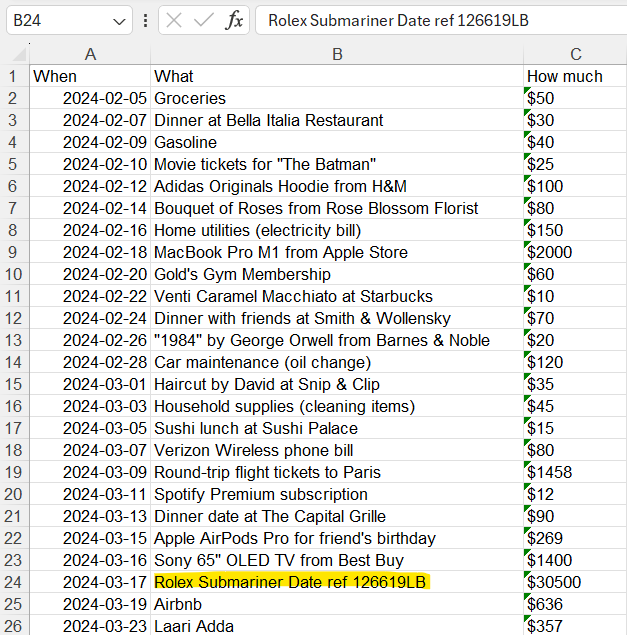 B24 fx Rolex Submariner Date ref 126619LB
A B C
1 When What How much
2 2024-02-05 Groceries $50
3 2024-02-07 Dinner at Bella Italia Restaurant $30
4 2024-02-09 Gasoline $40
5 2024-02-10 Movie tickets for "The Batman" $25
6 2024-02-12 Adidas Originals Hoodie from H&M $100
7 2024-02-14 Bouquet of Roses from Rose Blossom Florist $80
8 2024-02-16 Home utilities (electricity bill) $150
9 2024-02-18 MacBook Pro M1 from Apple Store $2000
10 2024-02-20 Gold's Gym Membership $60
11 2024-02-22 Venti Caramel Macchiato at Starbucks $10
12 2024-02-24 Dinner with friends at Smith & Wollensky $70
13 2024-02-26 "1984" by George Orwell from Barnes & Noble $20
14 2024-02-28 Car maintenance (oil change) $120
15 2024-03-01 Haircut by David at Snip & Clip $35
16 2024-03-03 Household supplies (cleaning items) $45
17 2024-03-05 Sushi lunch at Sushi Palace $15
18 2024-03-07 Verizon Wireless phone bill $80
19 2024-03-09 Round-trip flight tickets to Paris $1458
20 2024-03-11 Spotify Premium subscription $12
21 2024-03-13 Dinner date at The Capital Grille $90
22 2024-03-15 Apple AirPods Pro for friend's birthday $269
23 2024-03-16 Sony 65" OLED TV from Best Buy $1400
24 2024-03-17 Rolex Submariner Date ref 126619LB $30500
25 2024-03-19 Airbnb $636
26 2024-03-23 Laari Adda $357